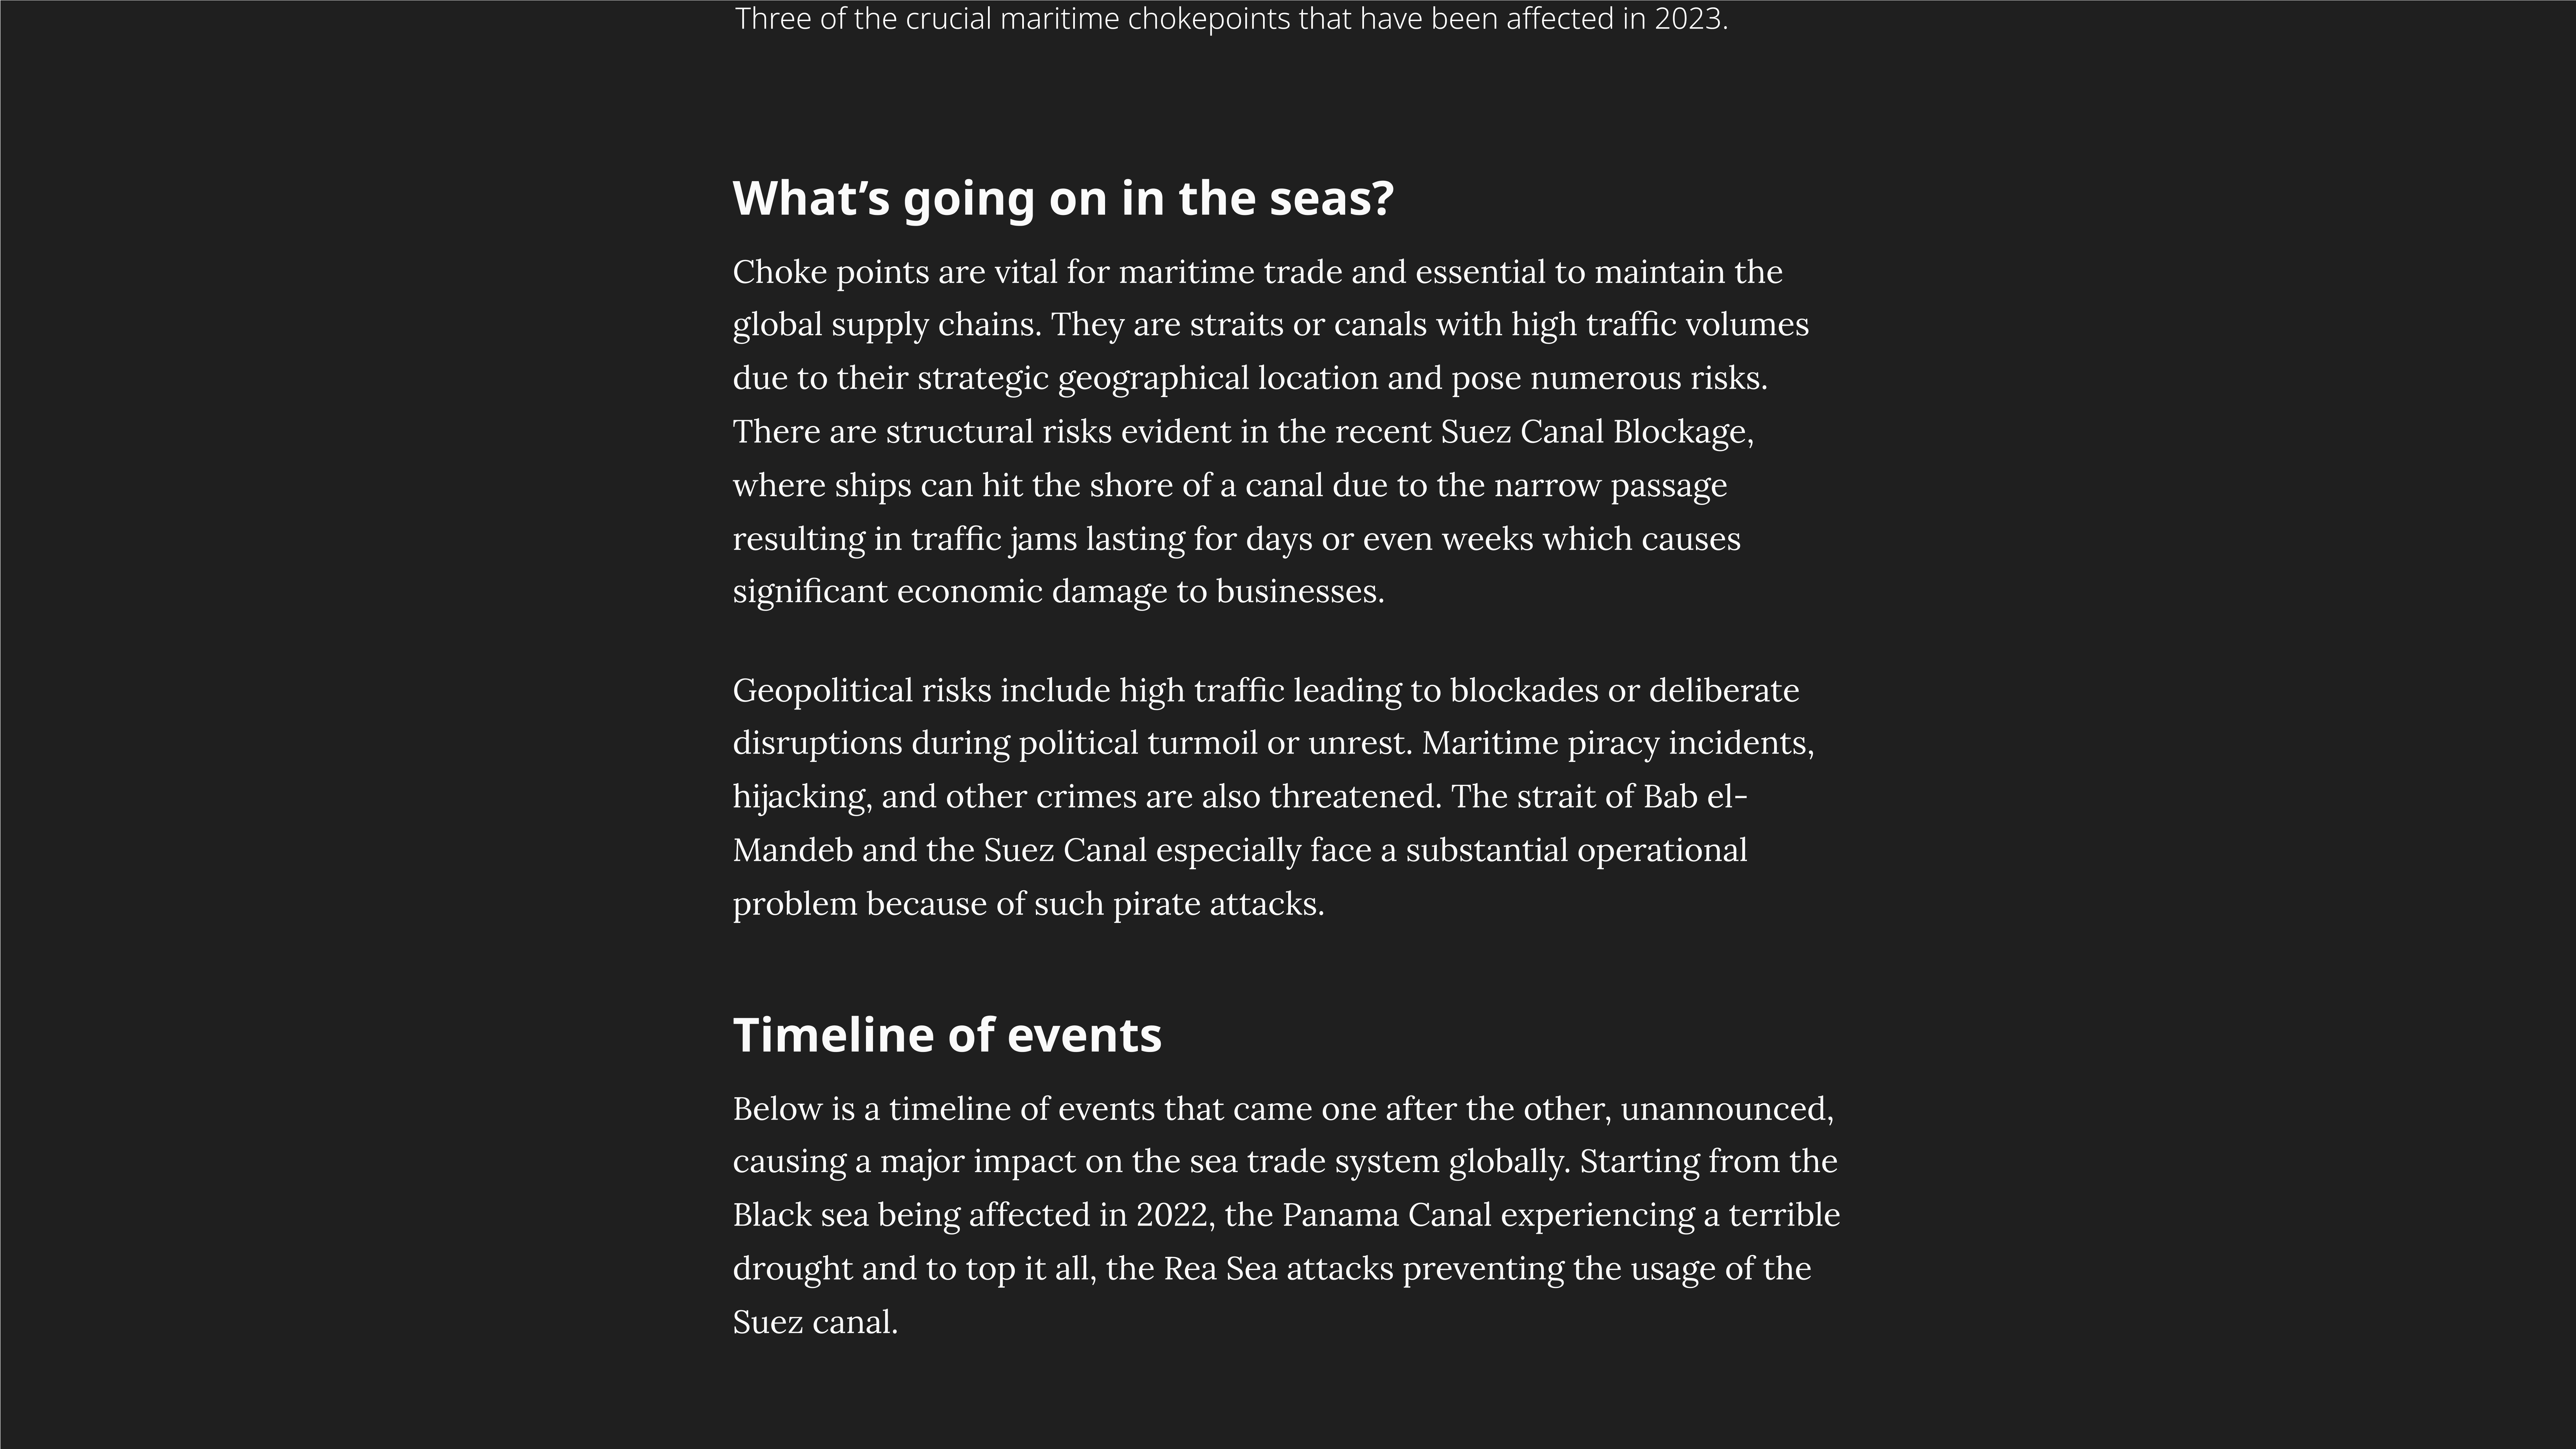 Three of the crucial maritime chokepoints that have been affected in 2023.
What’s going on in the seas?
Choke points are vital for maritime trade and essential to maintain the
global supply chains. They are straits or canals with high traffic volumes
due to their strategic geographical location and pose numerous risks.
There are structural risks evident in the recent Suez Canal Blockage,
where ships can hit the shore of a canal due to the narrow passage
resulting in traffic jams lasting for days or even weeks which causes
significant economic damage to businesses.
Geopolitical risks include high traffic leading to blockades or deliberate
disruptions during political turmoil or unrest. Maritime piracy incidents,
hijacking, and other crimes are also threatened. The strait of Bab el-
Mandeb and the Suez Canal especially face a substantial operational
problem because of such pirate attacks.
Timeline of events
Below is a timeline of events that came one after the other, unannounced,
causing a major impact on the sea trade system globally. Starting from the
Black sea being affected in 2022, the Panama Canal experiencing a terrible
drought and to top it all, the Rea Sea attacks preventing the usage of the
Suez canal.